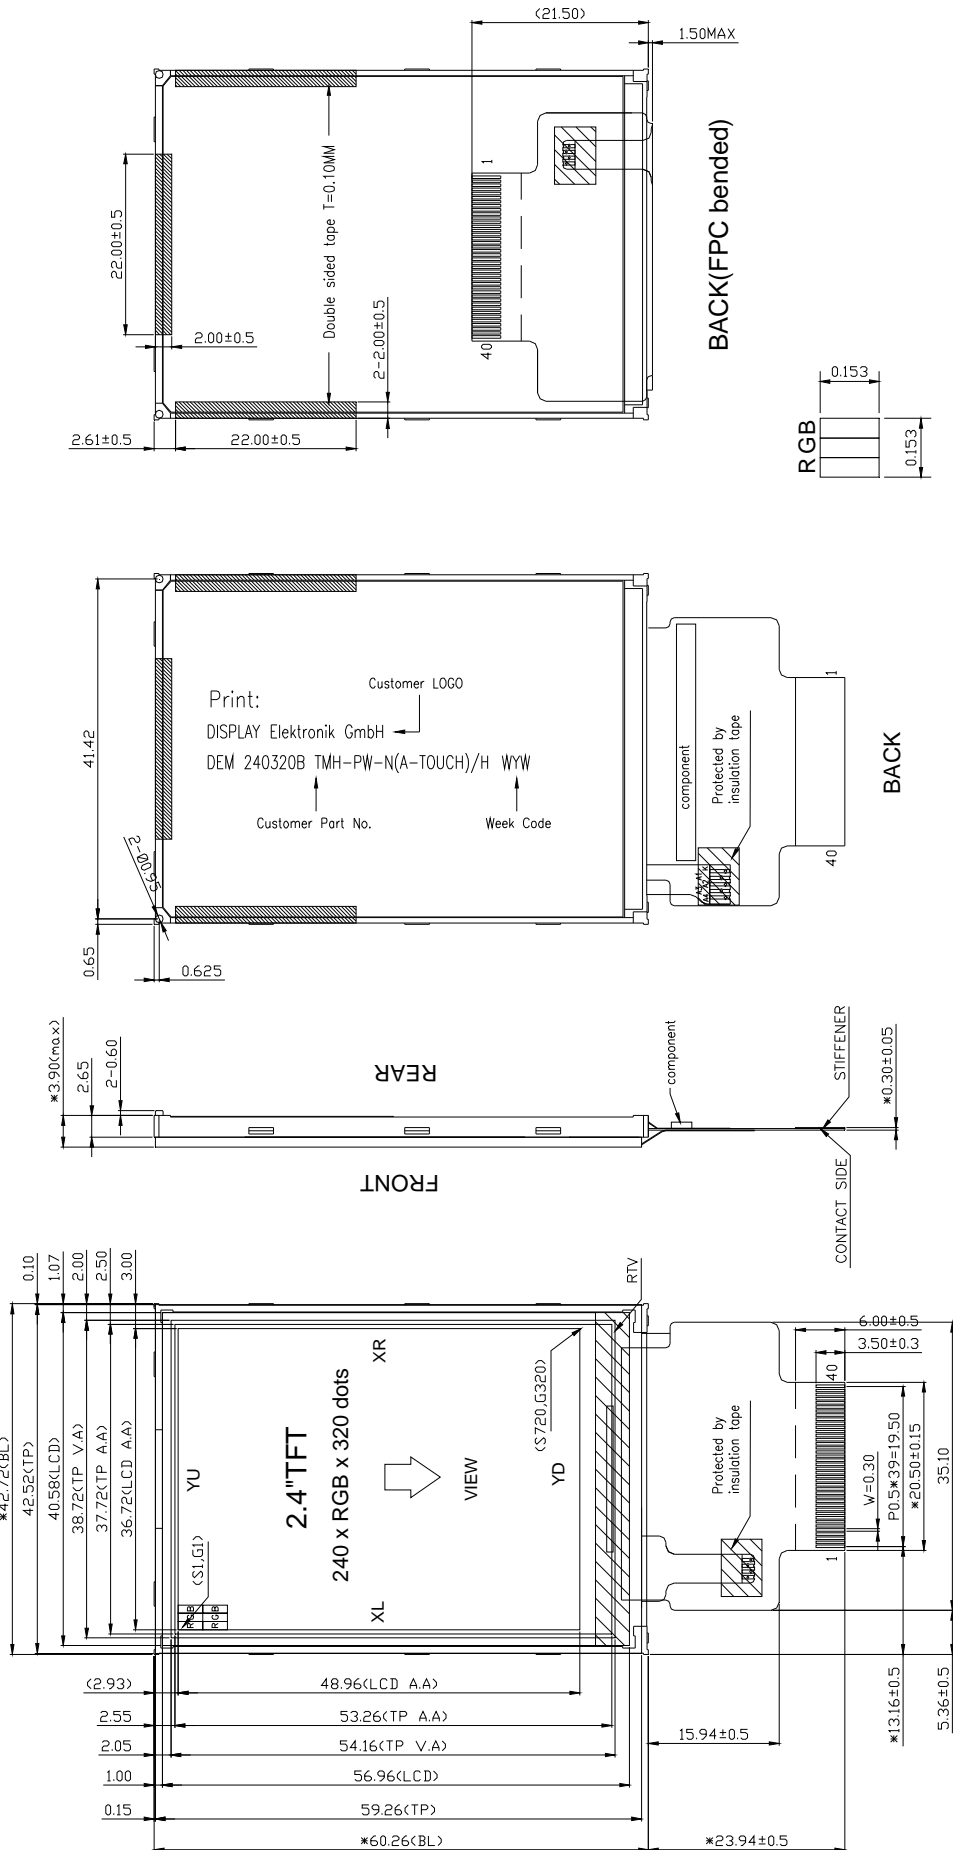 (21.50)
1.50MAX
22.00±0.5
2.00±0.5
Double sided tape T=0.10MM
2-2.00±0.5
1
40
2.61±0.5
22.00±0.5
BACK(FPC bended)
RGB
0.153
0.153
41.42
Print:
Customer LOGO
DISPLAY Elektronik GmbH
DEM 240320B TMH-PW-N(A-TOUCH)/H WYW
Customer Part No.
Week Code
2-Ø0.95
0.65
0.625
component
Protected by
insulation tape
1
40
BACK
*3.90(max)
2.65
2-0.60
REAR
FRONT
component
STIFFENER
CONTACT SIDE
*0.30±0.05
*42.72(BL)
42.52(TP)
40.58(LCD)
38.72(TP V.A)
37.72(TP A.A)
36.72(LCD A.A)
0.10
1.07
2.00
2.50
3.00
RTV
YU
XR
(S1,G1)
RGB
RGB
2.4"TFT
240 x RGB x 320 dots
VIEW
XL
YD
(S720,G320)
Protected by
insulation tape
6.00±0.5
3.50±0.3
40
1
W=0.30
P0.5*39=19.50
*20.50±0.15
35.10
(2.93)
48.96(LCD A.A)
2.55
53.26(TP A.A)
2.05
54.16(TP V.A)
1.00
56.96(LCD)
0.15
59.26(TP)
*60.26(BL)
15.94±0.5
*23.94±0.5
*13.16±0.5
5.36±0.5